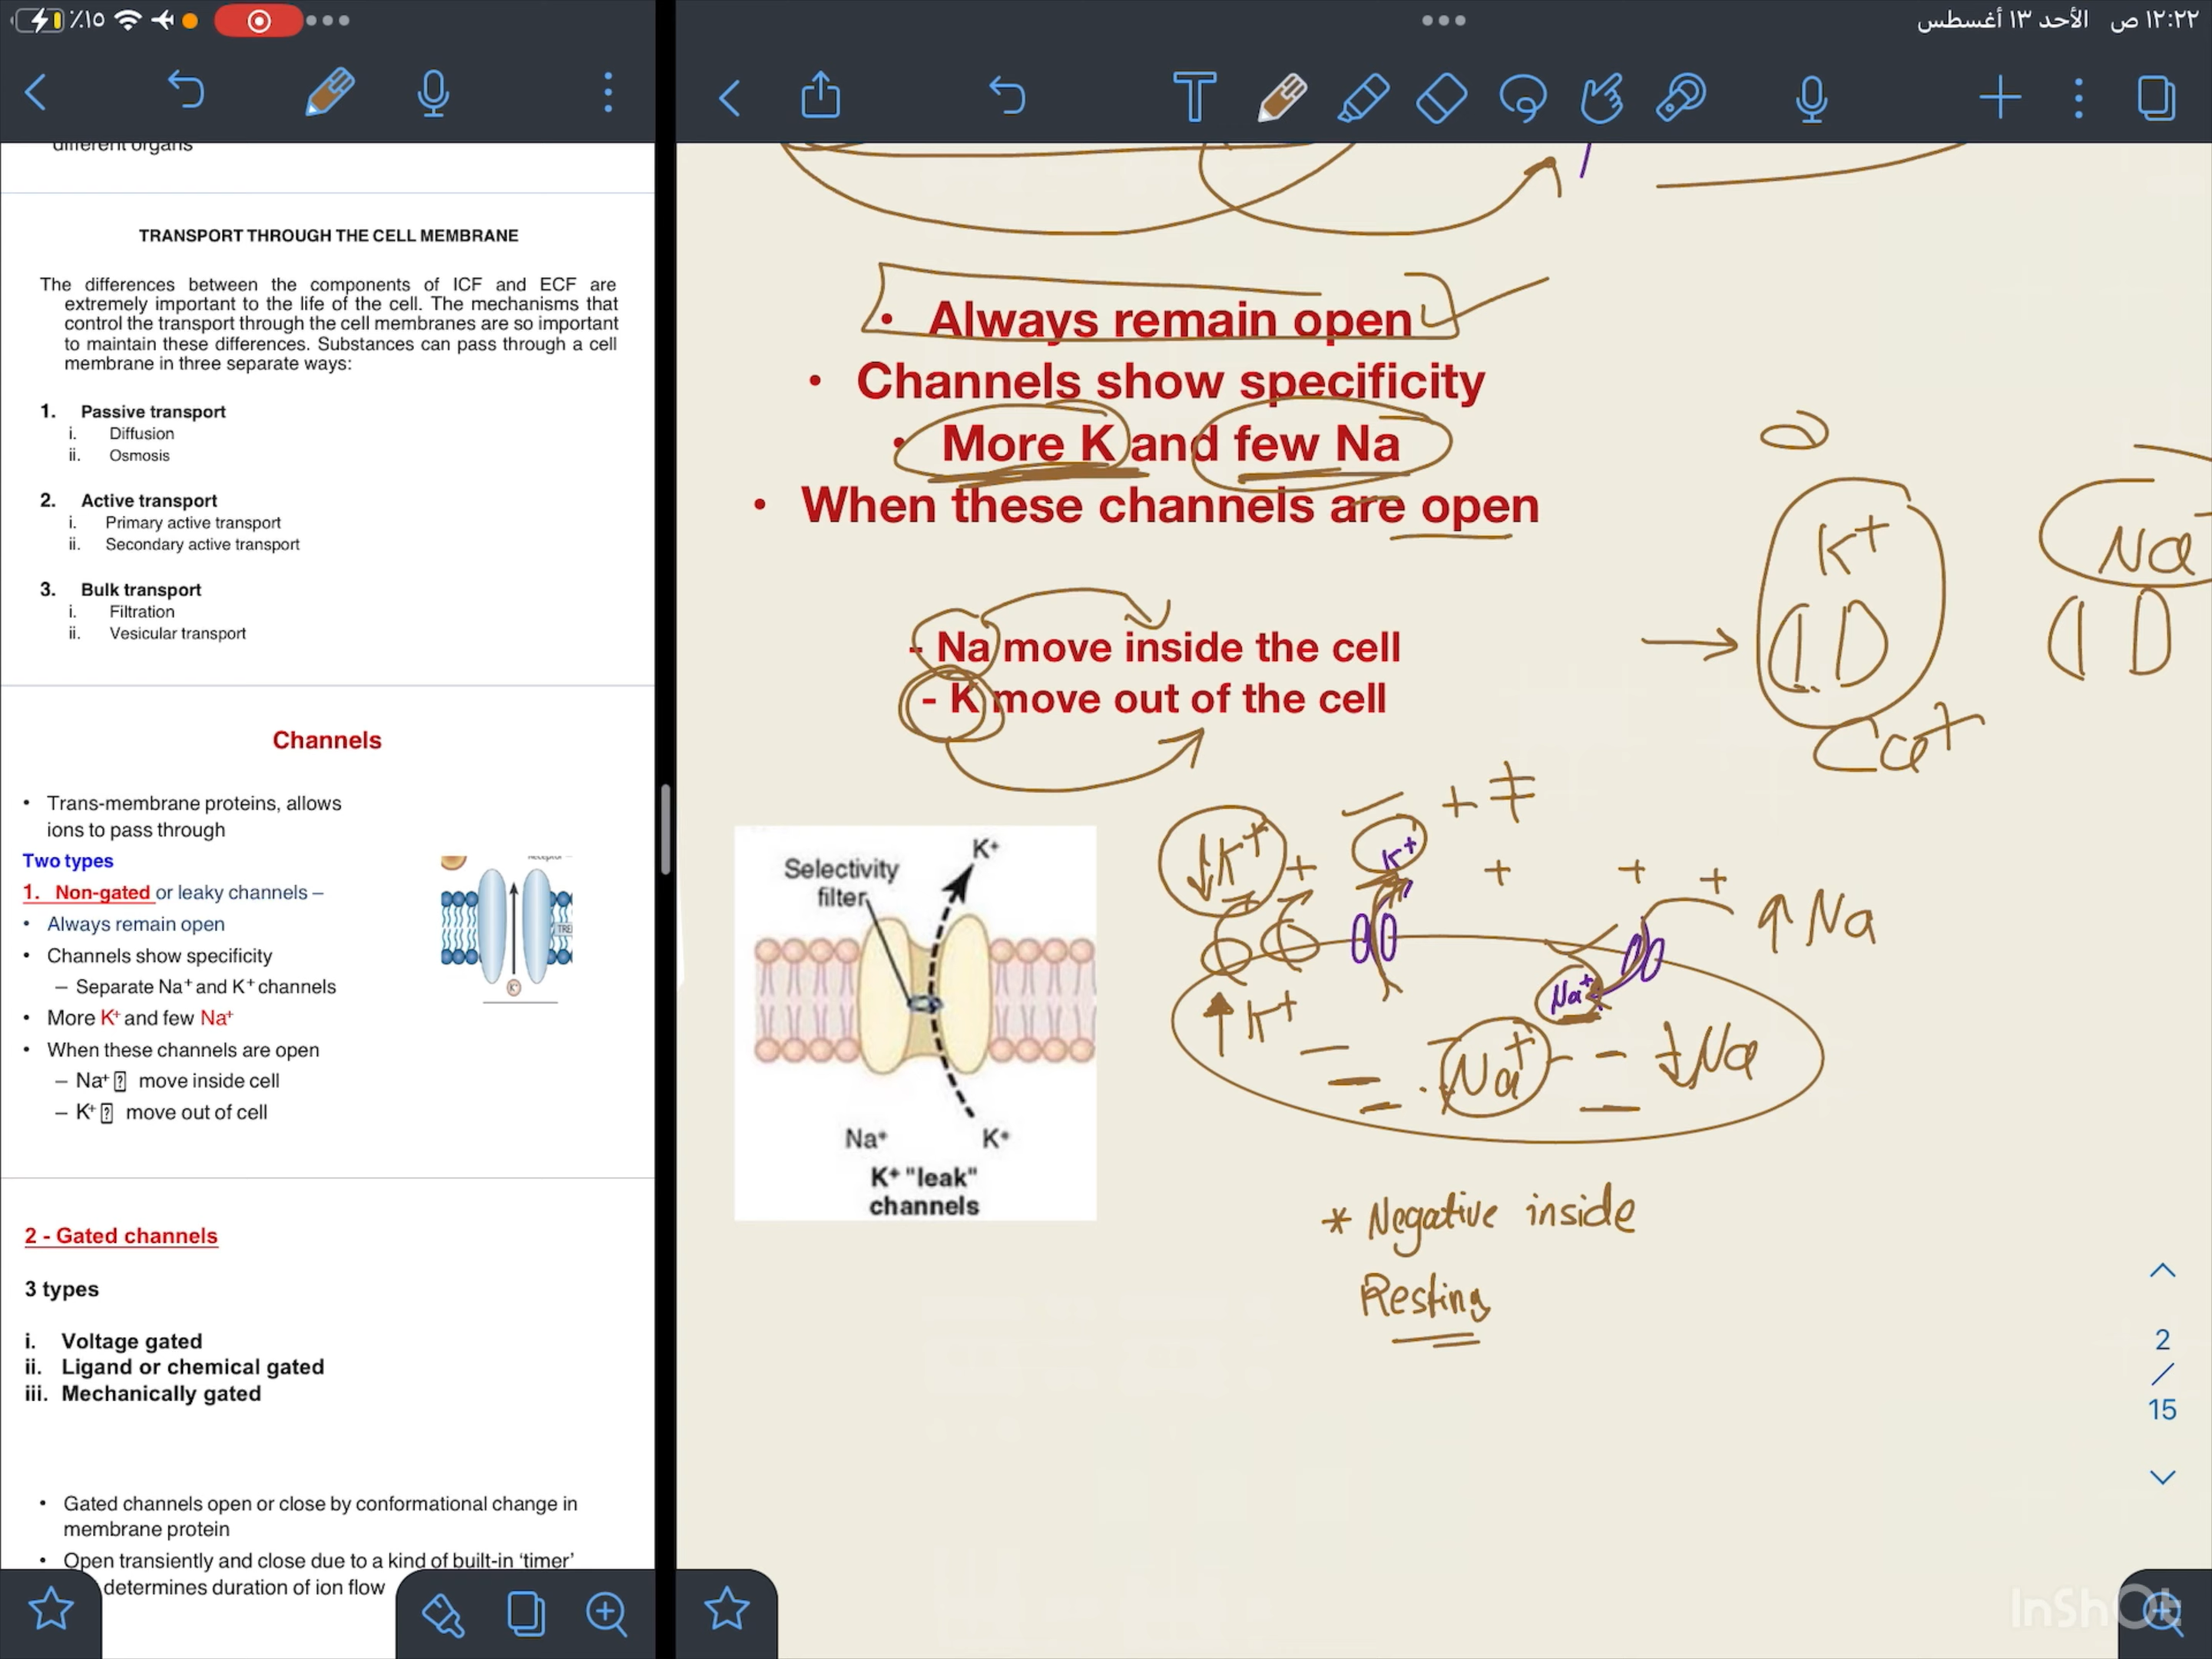 ٪١٥
١٢:٢٢ ص الأحد ١٣ أغسطس
different organs
TRANSPORT THROUGH THE CELL MEMBRANE
The differences between the components of ICF and ECF are
extremely important to the life of the cell. The mechanisms that
control the transport through the cell membranes are so important
to maintain these differences. Substances can pass through a cell
membrane in three separate ways:
1. Passive transport
i. Diffusion
ii. Osmosis
2. Active transport
i. Primary active transport
ii. Secondary active transport
3. Bulk transport
i. Filtration
ii. Vesicular transport
Channels
• Trans-membrane proteins, allows
ions to pass through
Two types
1. Non-gated or leaky channels –
• Always remain open
• Channels show specificity
– Separate Na⁺ and K⁺ channels
• More K⁺ and few Na⁺
• When these channels are open
– Na⁺ move inside cell
– K⁺ move out of cell
2 - Gated channels
3 types
i. Voltage gated
ii. Ligand or chemical gated
iii. Mechanically gated
• Gated channels open or close by conformational change in
membrane protein
• Open transiently and close due to a kind of built-in ‘timer’
determines duration of ion flow
• Always remain open
• Channels show specificity
• More K and few Na
• When these channels are open
- Na move inside the cell
- K move out of the cell
K⁺
Na
Ca⁺
Selectivity
filter
K⁺
Na⁺ K⁺
K⁺ "leak"
channels
↓K⁺ + K⁺ + + + +
↑ Na
Na⁺
↑ K⁺
Na⁺ ↓Na
* Negative inside
Resting
2
/
15
InShOt